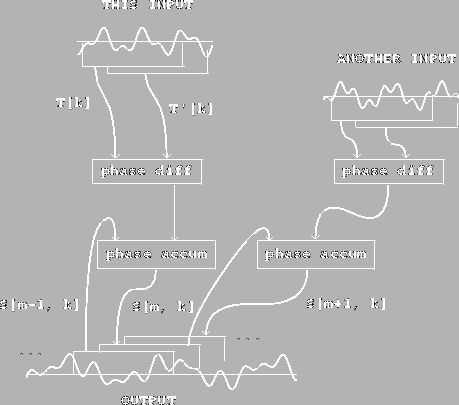 THIS INPUT
ANOTHER INPUT
T[k]
T'[k]
phase diff
phase diff
phase accum
phase accum
S[m-1, k]
S[m, k]
S[m+1, k]
...
...
OUTPUT